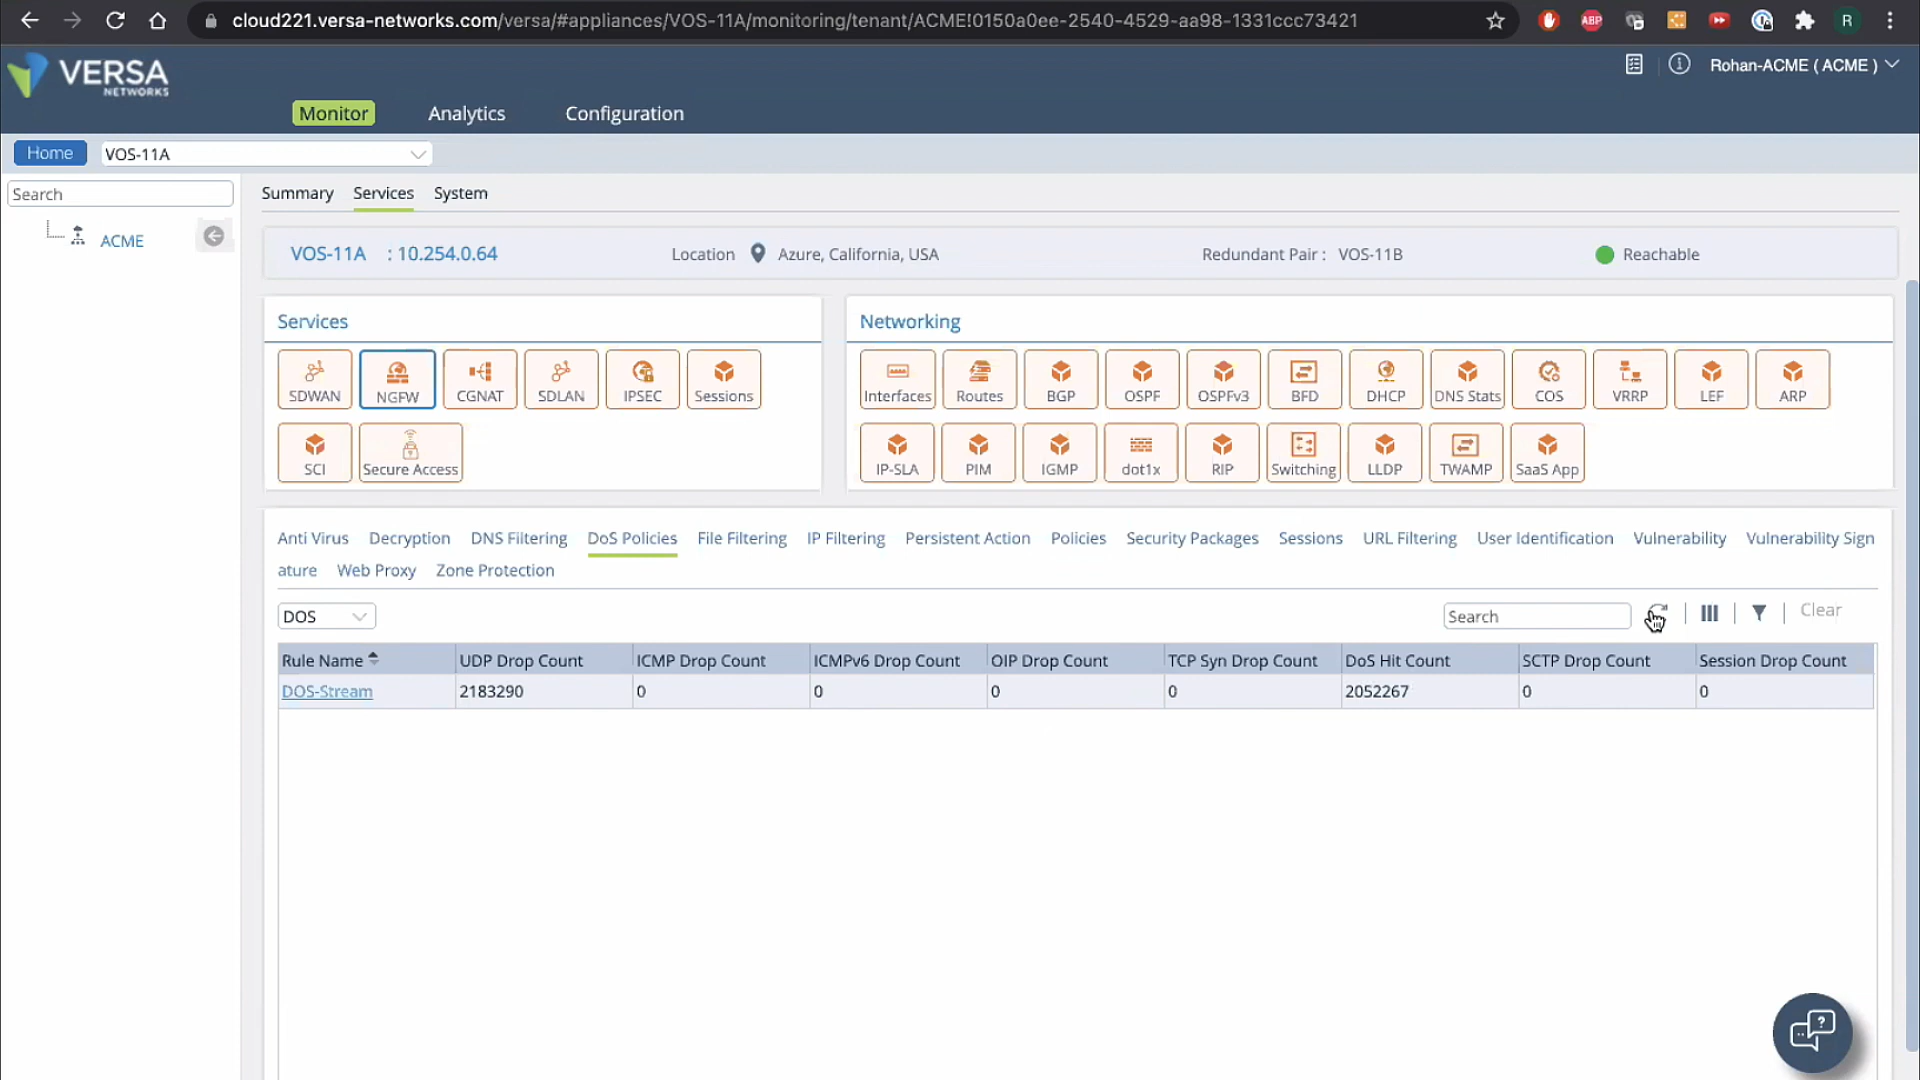 cloud221.versa-networks.com/versa/#appliances/VOS-11A/monitoring/tenant/ACME!0150a0ee-2540-4529-aa98-1331ccc73421
ABP
R
VERSA
NETWORKS
Rohan-ACME ( ACME )
Monitor Analytics Configuration
Home VOS-11A
Search
ACME
Summary Services System
VOS-11A : 10.254.0.64 Location Azure, California, USA Redundant Pair : VOS-11B Reachable
Services
SDWAN NGFW CGNAT SDLAN IPSEC Sessions
SCI Secure Access
Networking
Interfaces Routes BGP OSPF OSPFv3 BFD DHCP DNS Stats COS VRRP LEF ARP
IP-SLA PIM IGMP dot1x RIP Switching LLDP TWAMP SaaS App
Anti Virus Decryption DNS Filtering DoS Policies File Filtering IP Filtering Persistent Action Policies Security Packages Sessions URL Filtering User Identification Vulnerability Vulnerability Sign
ature Web Proxy Zone Protection
DOS Search Clear
Rule Name UDP Drop Count ICMP Drop Count ICMPv6 Drop Count OIP Drop Count TCP Syn Drop Count DoS Hit Count SCTP Drop Count Session Drop Count
DOS-Stream 2183290 0 0 0 0 2052267 0 0